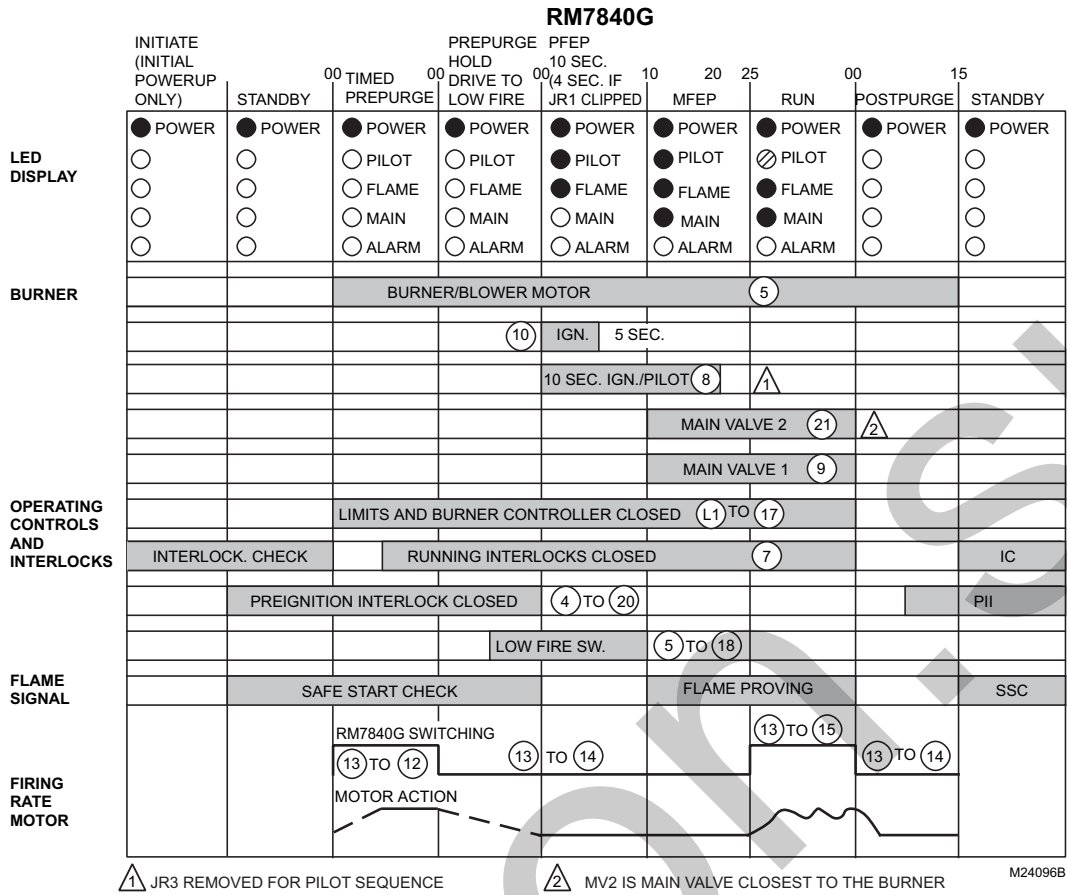 RM7840G
INITIATE
(INITIAL
POWERUP
ONLY)
STANDBY
00 TIMED
PREPURGE
00
PREPURGE
HOLD
DRIVE TO
LOW FIRE
00
PFEP
10 SEC.
(4 SEC. IF
JR1 CLIPPED
10 20 25
MFEP
RUN
00
POSTPURGE
15
STANDBY
LED
DISPLAY
POWER POWER POWER POWER POWER POWER POWER POWER POWER
PILOT PILOT PILOT PILOT PILOT
FLAME FLAME FLAME FLAME FLAME
MAIN MAIN MAIN MAIN MAIN
ALARM ALARM ALARM ALARM ALARM
BURNER
BURNER/BLOWER MOTOR 5
10 IGN. 5 SEC.
10 SEC. IGN./PILOT 8 1
MAIN VALVE 2 21 2
MAIN VALVE 1 9
OPERATING
CONTROLS
AND
INTERLOCKS
LIMITS AND BURNER CONTROLLER CLOSED L1 TO 17
INTERLOCK. CHECK RUNNING INTERLOCKS CLOSED 7 IC
PREIGNITION INTERLOCK CLOSED 4 TO 20 PII
LOW FIRE SW. 5 TO 18
FLAME
SIGNAL
SAFE START CHECK FLAME PROVING SSC
FIRING
RATE
MOTOR
RM7840G SWITCHING
13 TO 12 13 TO 14 13 TO 15 13 TO 14
MOTOR ACTION
1 JR3 REMOVED FOR PILOT SEQUENCE 2 MV2 IS MAIN VALVE CLOSEST TO THE BURNER
M24096B